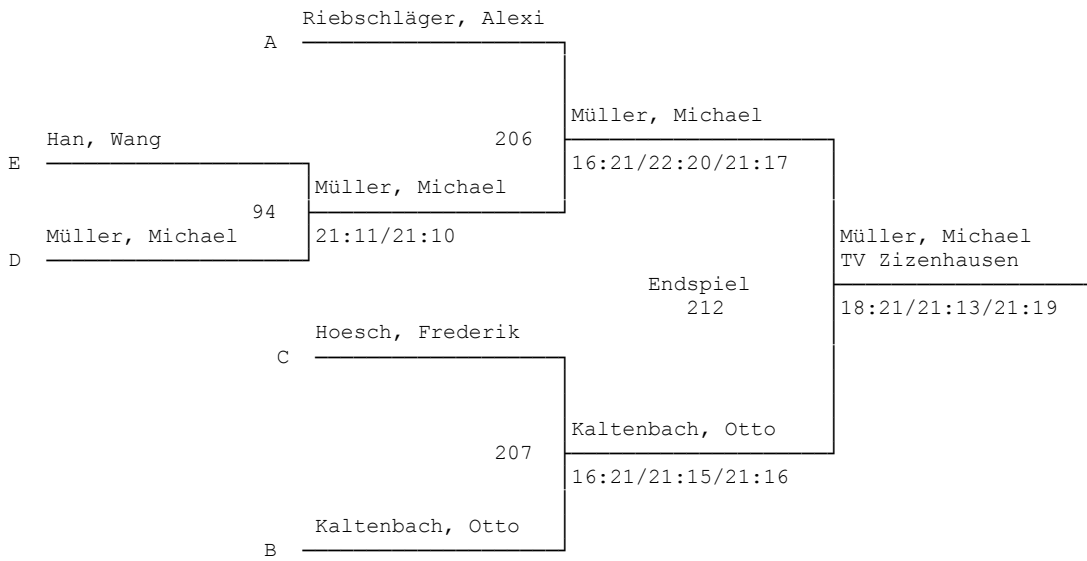 Riebschläger, Alexi
A
Müller, Michael
Han, Wang
206
E
16:21/22:20/21:17
Müller, Michael
94
Müller, Michael
21:11/21:10
Müller, Michael
D
TV Zizenhausen
Endspiel
212
18:21/21:13/21:19
Hoesch, Frederik
C
Kaltenbach, Otto
207
16:21/21:15/21:16
Kaltenbach, Otto
B